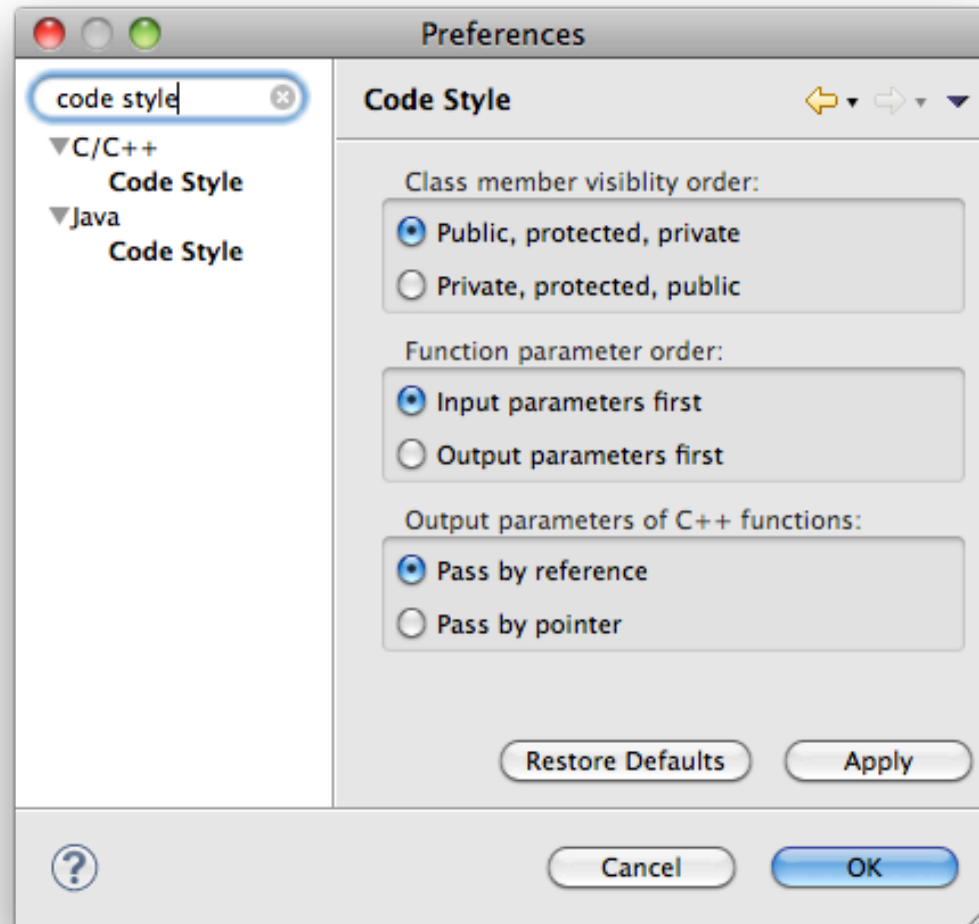 Preferences
code style
C/C++
Code Style
Java
Code Style
Code Style
Class member visiblity order:
Public, protected, private
Private, protected, public
Function parameter order:
Input parameters first
Output parameters first
Output parameters of C++ functions:
Pass by reference
Pass by pointer
Restore Defaults Apply
? Cancel OK